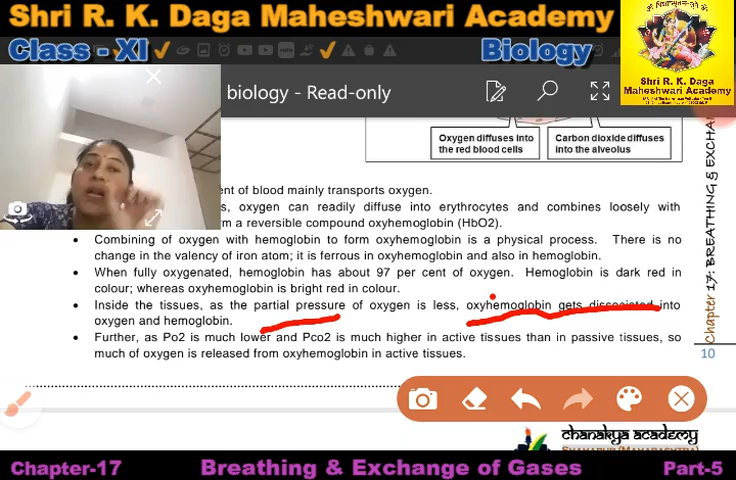 Shri R. K. Daga Maheshwari Academy
Class - XI
Biology
Shri R. K. Daga
Maheshwari Academy
biology - Read-only
Oxygen diffuses into
the red blood cells
Carbon dioxide diffuses
into the alveolus
ent of blood mainly transports oxygen.
s, oxygen can readily diffuse into erythrocytes and combines loosely with
m a reversible compound oxyhemoglobin (HbO2).
• Combining of oxygen with hemoglobin to form oxyhemoglobin is a physical process. There is no
change in the valency of iron atom; it is ferrous in oxyhemoglobin and also in hemoglobin.
• When fully oxygenated, hemoglobin has about 97 per cent of oxygen. Hemoglobin is dark red in
colour; whereas oxyhemoglobin is bright red in colour.
• Inside the tissues, as the partial pressure of oxygen is less, oxyhemoglobin gets dissociated into
oxygen and hemoglobin.
• Further, as Po2 is much lower and Pco2 is much higher in active tissues than in passive tissues, so
much of oxygen is released from oxyhemoglobin in active tissues.
Chapter 17: BREATHING & EXCHAN
10
chanakya academy
Chapter-17
Breathing & Exchange of Gases
Part-5